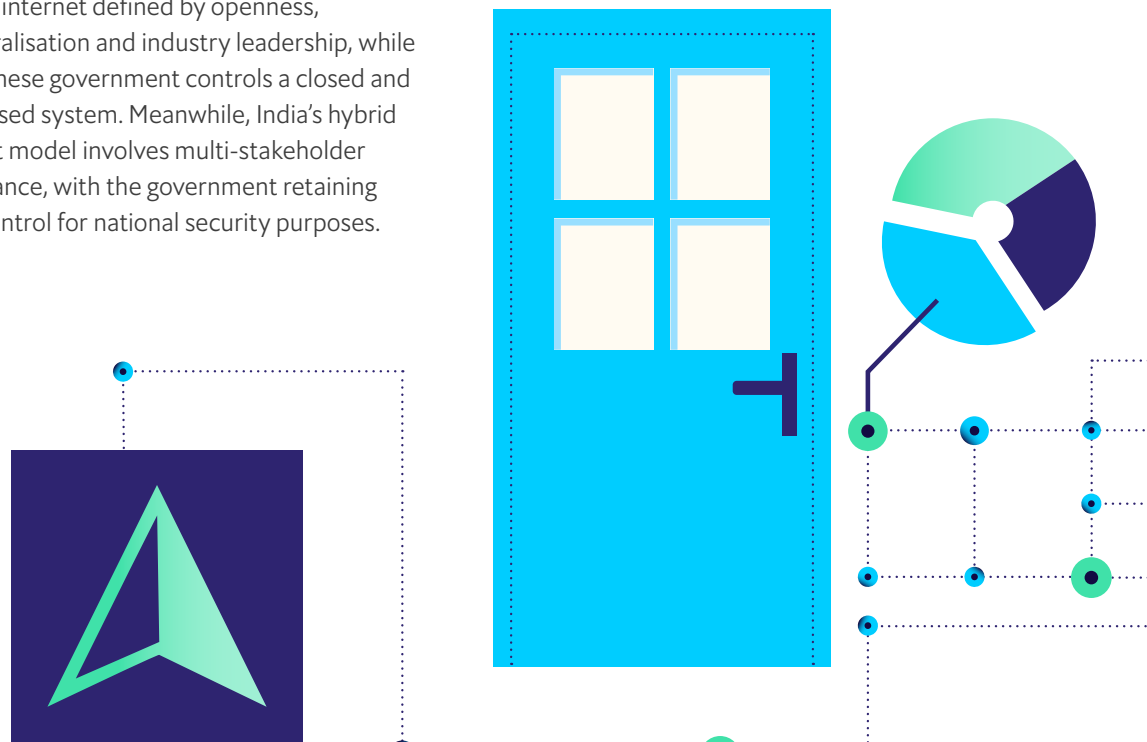 internet defined by openness,
alisation and industry leadership, while
nese government controls a closed and
sed system. Meanwhile, India’s hybrid
t model involves multi-stakeholder
ance, with the government retaining
ntrol for national security purposes.